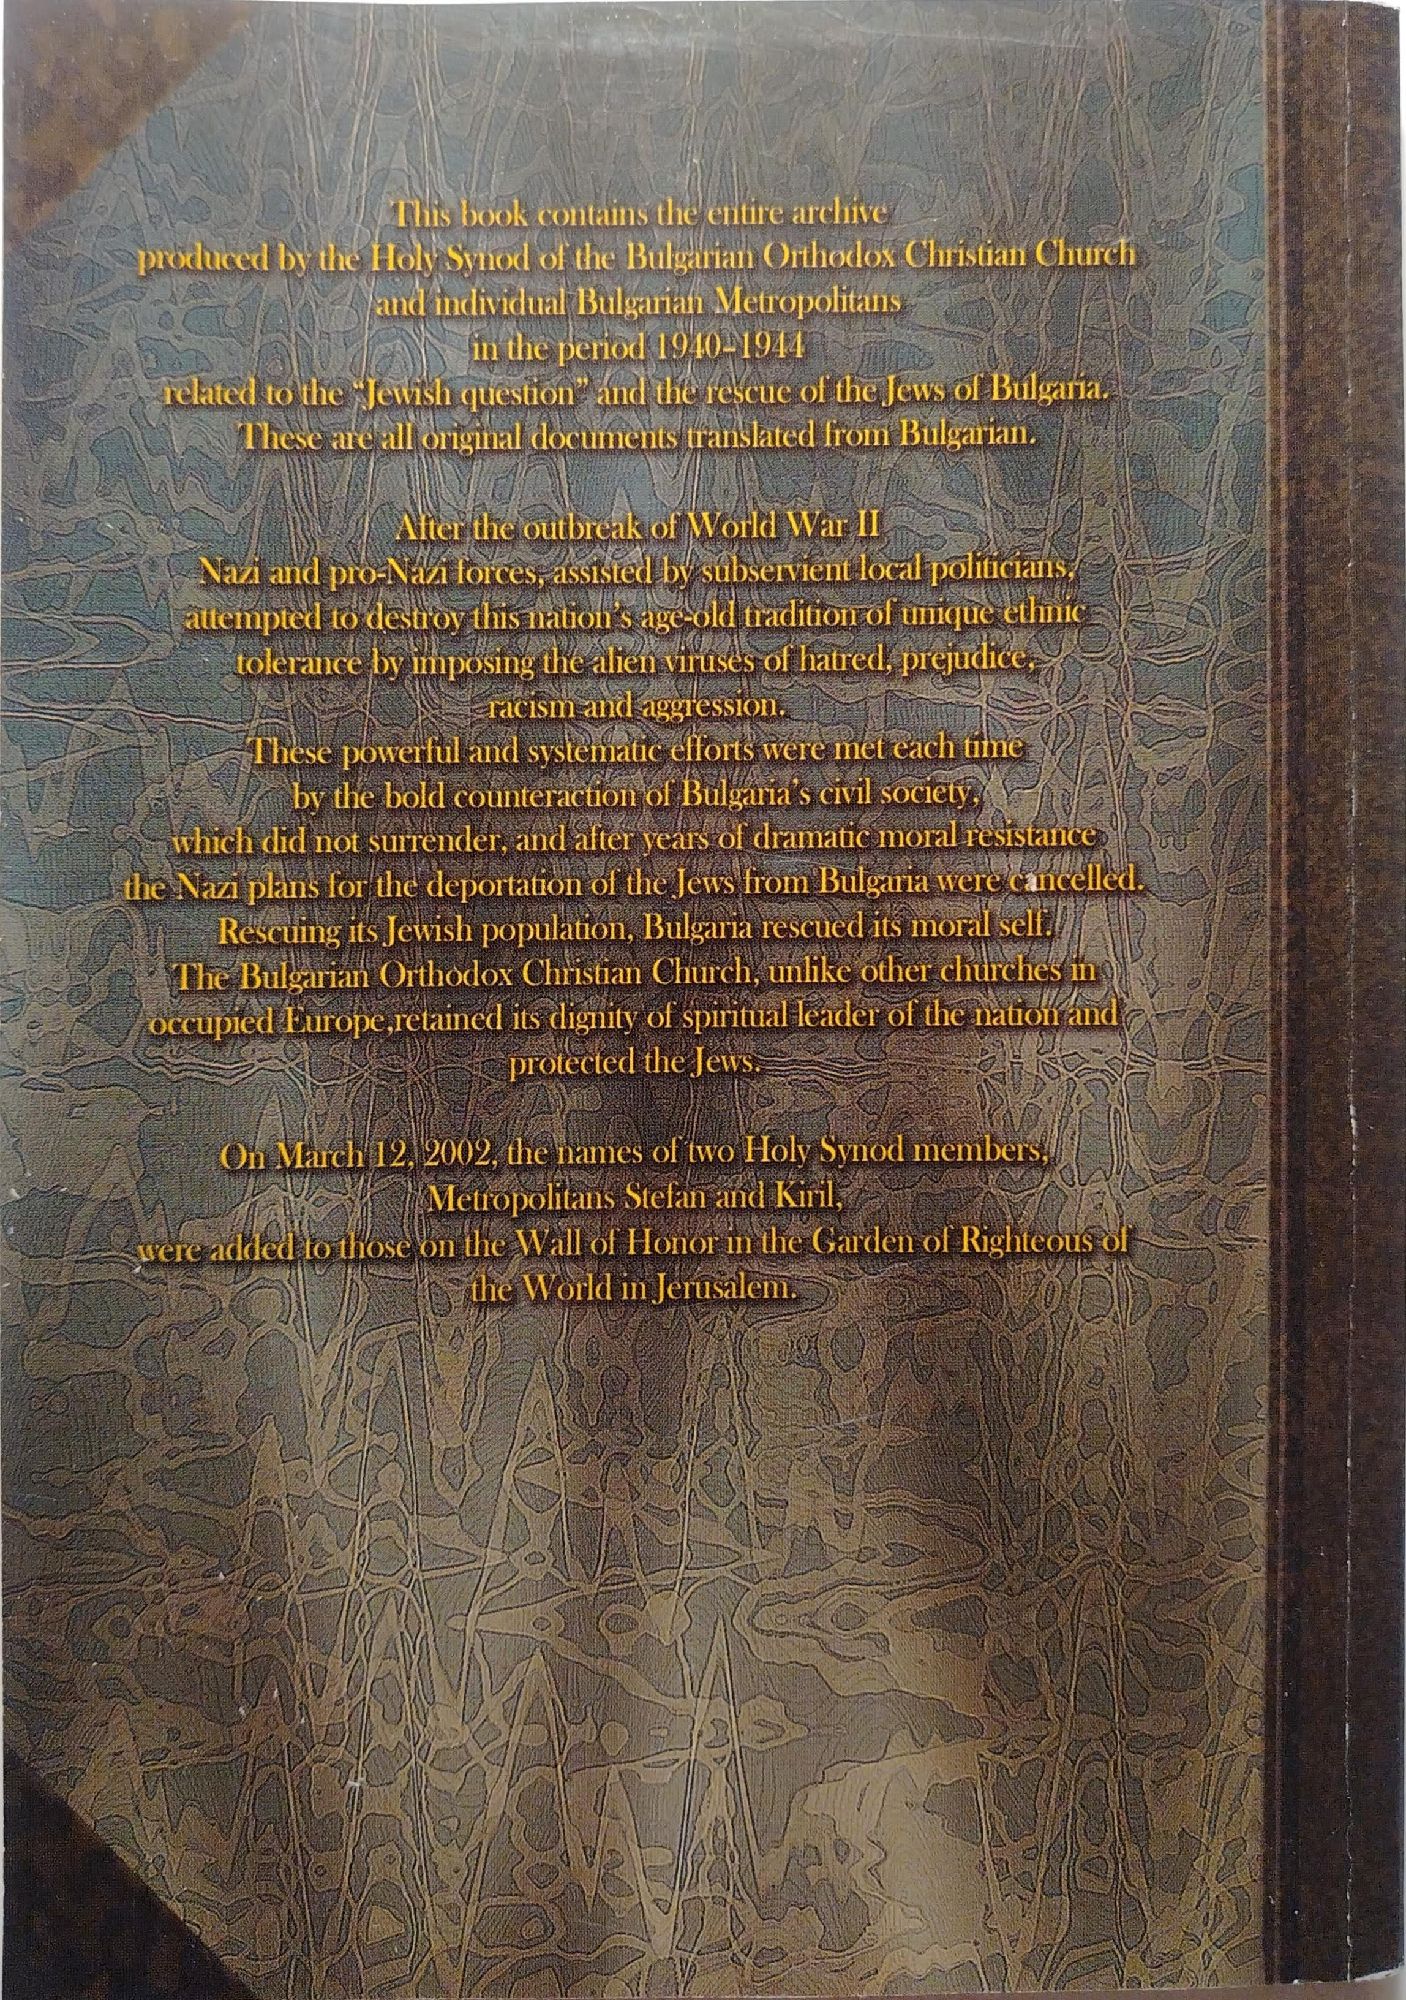 This book contains the entire archive
produced by the Holy Synod of the Bulgarian Orthodox Christian Church
and individual Bulgarian Metropolitans
in the period 1940–1944
related to the “Jewish question” and the rescue of the Jews of Bulgaria.
These are all original documents translated from Bulgarian.
After the outbreak of World War II
Nazi and pro-Nazi forces, assisted by subservient local politicians,
attempted to destroy this nation’s age-old tradition of unique ethnic
tolerance by imposing the alien viruses of hatred, prejudice,
racism and aggression.
These powerful and systematic efforts were met each time
by the bold counteraction of Bulgaria’s civil society,
which did not surrender, and after years of dramatic moral resistance
the Nazi plans for the deportation of the Jews from Bulgaria were cancelled.
Rescuing its Jewish population, Bulgaria rescued its moral self.
The Bulgarian Orthodox Christian Church, unlike other churches in
occupied Europe,retained its dignity of spiritual leader of the nation and
protected the Jews.
On March 12, 2002, the names of two Holy Synod members,
Metropolitans Stefan and Kiril,
were added to those on the Wall of Honor in the Garden of Righteous of
the World in Jerusalem.